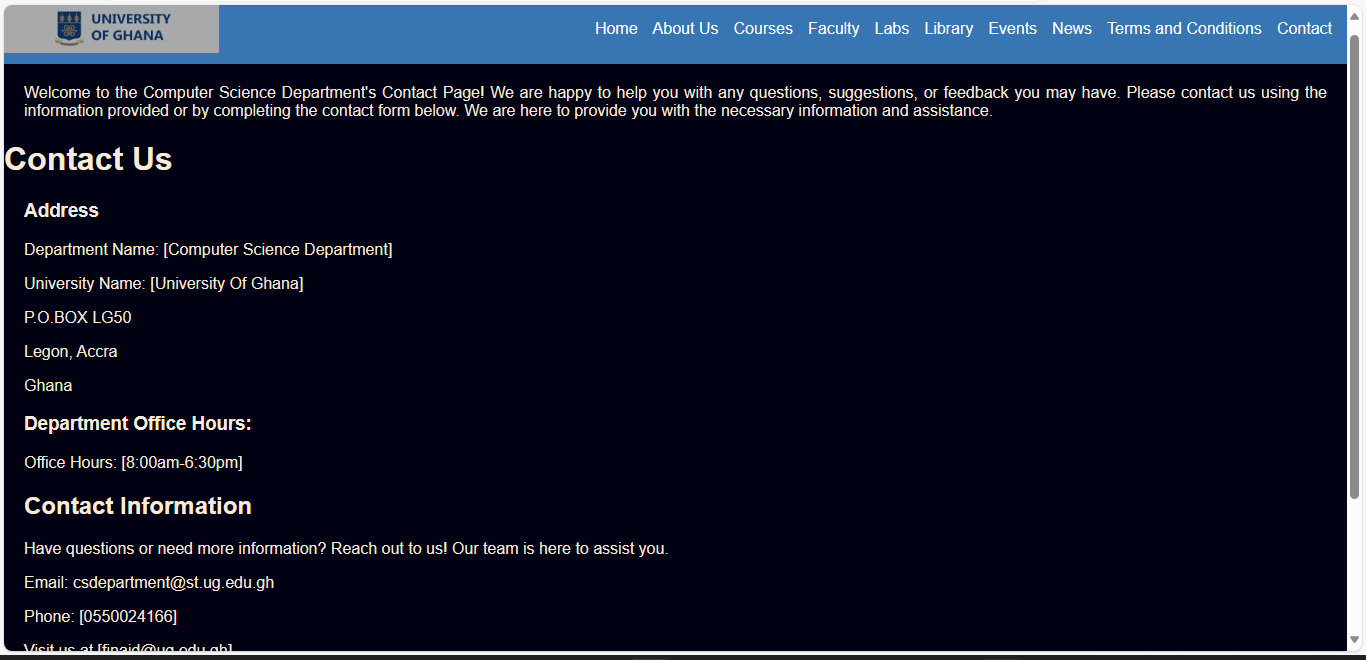 UNIVERSITY
OF GHANA
Home About Us Courses Faculty Labs Library Events News Terms and Conditions Contact
Welcome to the Computer Science Department's Contact Page! We are happy to help you with any questions, suggestions, or feedback you may have. Please contact us using the
information provided or by completing the contact form below. We are here to provide you with the necessary information and assistance.
Contact Us
Address
Department Name: [Computer Science Department]
University Name: [University Of Ghana]
P.O.BOX LG50
Legon, Accra
Ghana
Department Office Hours:
Office Hours: [8:00am-6:30pm]
Contact Information
Have questions or need more information? Reach out to us! Our team is here to assist you.
Email: csdepartment@st.ug.edu.gh
Phone: [0550024166]
Visit us at [finaid@ug.edu.gh]